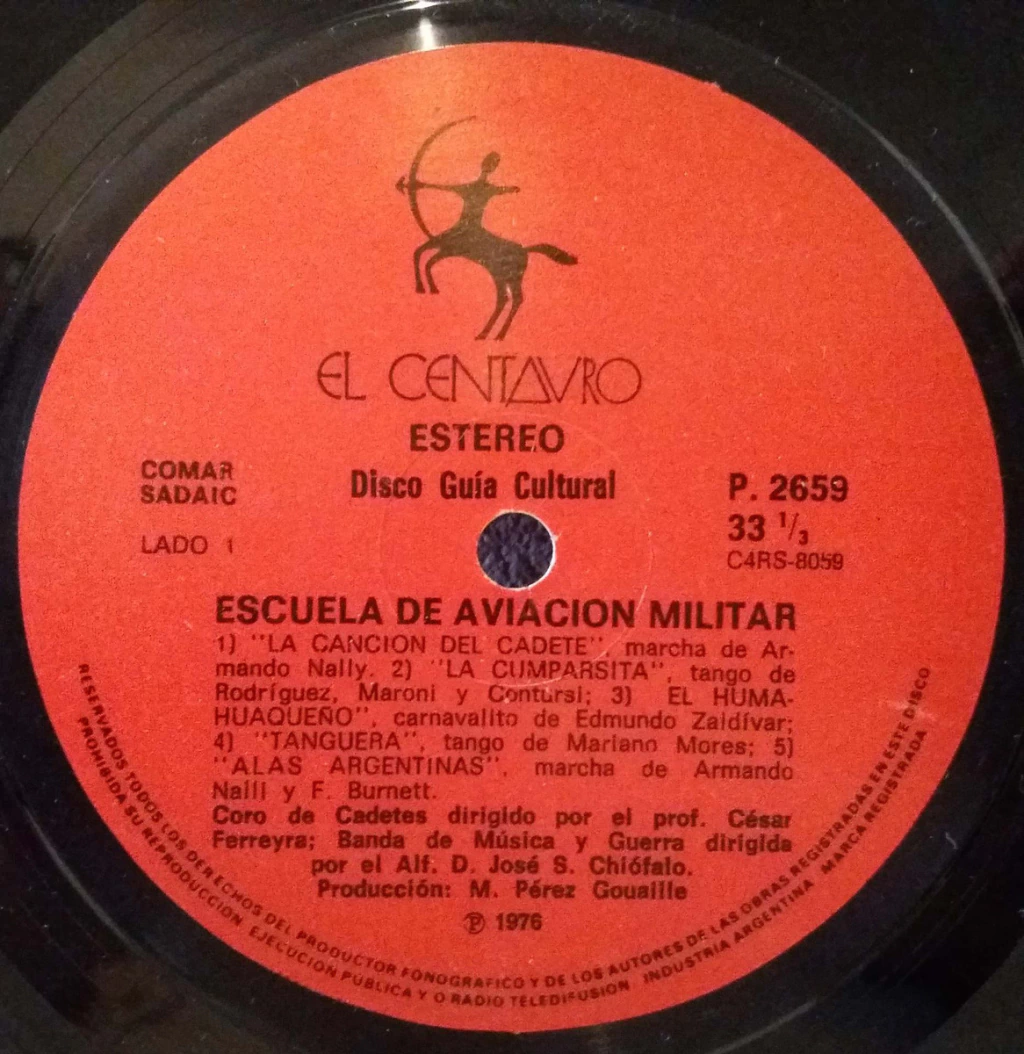 EL CENTAVRO
ESTEREO
COMAR
SADAIC
Disco Guía Cultural
P. 2659
LADO 1
33 1/3
C4RS-8059
ESCUELA DE AVIACION MILITAR
1) "LA CANCION DEL CADETE", marcha de Ar-
mando Nally. 2) "LA CUMPARSITA", tango de
Rodríguez, Maroni y Contursi; 3) EL HUMA-
HUAQUEÑO", carnavalito de Edmundo Zaldívar;
4) "TANGUERA", tango de Mariano Mores; 5)
"ALAS ARGENTINAS", marcha de Armando
Nalli y F. Burnett.
Coro de Cadetes dirigido por el prof. César
Ferreyra; Banda de Música y Guerra dirigida
por el Alf. D. José S. Chiófalo.
Producción: M. Pérez Gouaille
℗ 1976
RESERVADOS TODOS LOS DERECHOS DEL PRODUCTOR FONOGRAFICO Y DE LOS AUTORES DE LAS OBRAS REGISTRADAS EN ESTE DISCO
PROHIBIDA SU REPRODUCCION EJECUCIÓN PÚBLICA Y O RADIO TELEDIFUSION INDUSTRIA ARGENTINA MARCA REGISTRADA